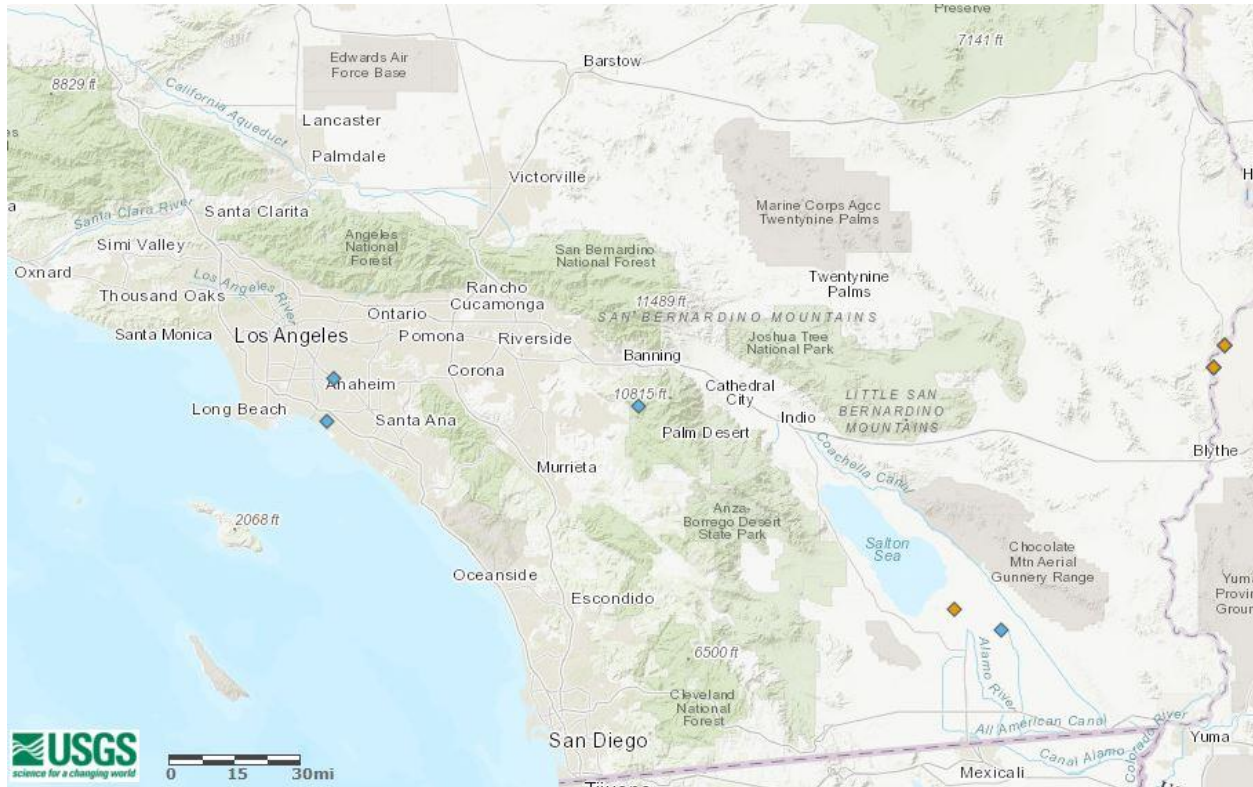 Preserve
7141 ft
Edwards Air
Force Base
Barstow
8829 ft
California Aqueduct
Lancaster
Palmdale
Victorville
Santa Clara River
Santa Clarita
Marine Corps Agcc
Twentynine Palms
Simi Valley
Angeles
National
Forest
San Bernardino
National Forest
Oxnard
Los Angeles River
Thousand Oaks
Rancho
Cucamonga
Twentynine
Palms
11489 ft
SAN BERNARDINO MOUNTAINS
Ontario
Santa Monica
Los Angeles
Pomona
Riverside
Joshua Tree
National Park
Banning
Corona
Anaheim
Cathedral
City
10815 ft
LITTLE SAN
BERNARDINO
MOUNTAINS
Long Beach
Santa Ana
Indio
Palm Desert
Coachella Canal
Blythe
Murrieta
2068 ft
Anza-
Borrego Desert
State Park
Salton
Sea
Chocolate
Mtn Aerial
Gunnery Range
Oceanside
Escondido
6500 ft
Alamo River
Cleveland
National
Forest
All American Canal
Colorado River
San Diego
Canal Alamo
Yuma
Mexicali
USGS
science for a changing world
0 15 30mi